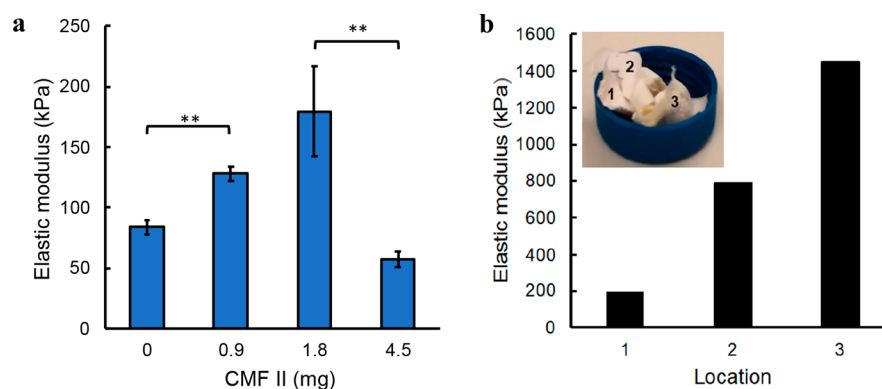 a
Elastic modulus (kPa)
250
200
150
100
50
0
**
**
0 0.9 1.8 4.5
CMF II (mg)
b
Elastic modulus (kPa)
1600
1400
1200
1000
800
600
400
200
0
1
2
3
1 2 3
Location